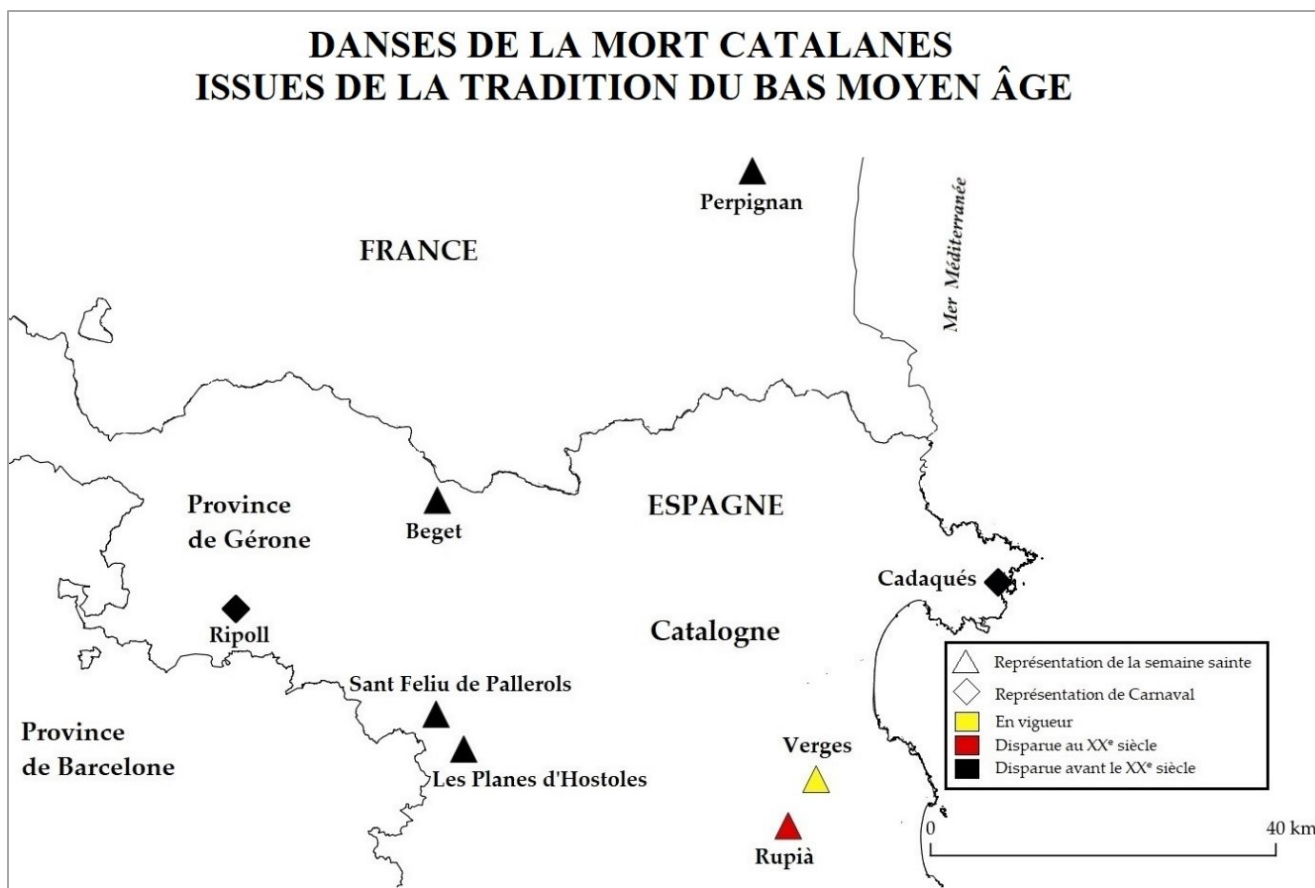 DANSES DE LA MORT CATALANES
ISSUES DE LA TRADITION DU BAS MOYEN ÂGE
Perpignan
Mer Méditerranée
FRANCE
Province
de Gérone
Beget
ESPAGNE
Cadaqués
Ripoll
Catalogne
Sant Feliu de Pallerols
Province
de Barcelone
Les Planes d'Hostoles
Verges
Rupià
Représentation de la semaine sainte
Représentation de Carnaval
En vigueur
Disparue au XXᵉ siècle
Disparue avant le XXᵉ siècle
0
40 km